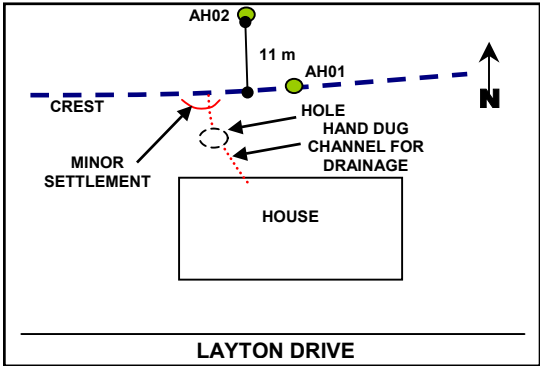 AH02
11 m
AH01
CREST
N
HOLE
HAND DUG
CHANNEL FOR
DRAINAGE
MINOR
SETTLEMENT
HOUSE
LAYTON DRIVE